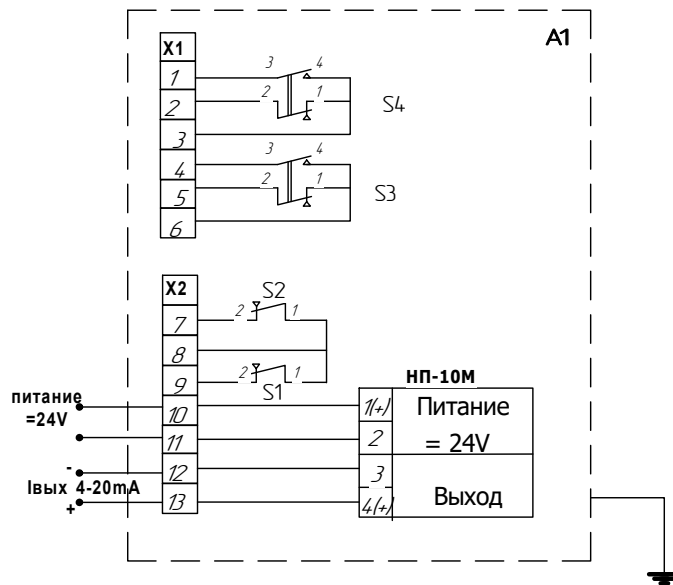 A1
X1
1
2
3
4
5
6
3 4
2 1
S4
3 4
2 1
S3
X2
7
8
9
10
11
12
13
S2
2 1
2 1
S1
питание
=24V
-
Iвых 4-20mA
+
НП-10М
1(+)
2
3
4(+)
Питание
= 24V
Выход